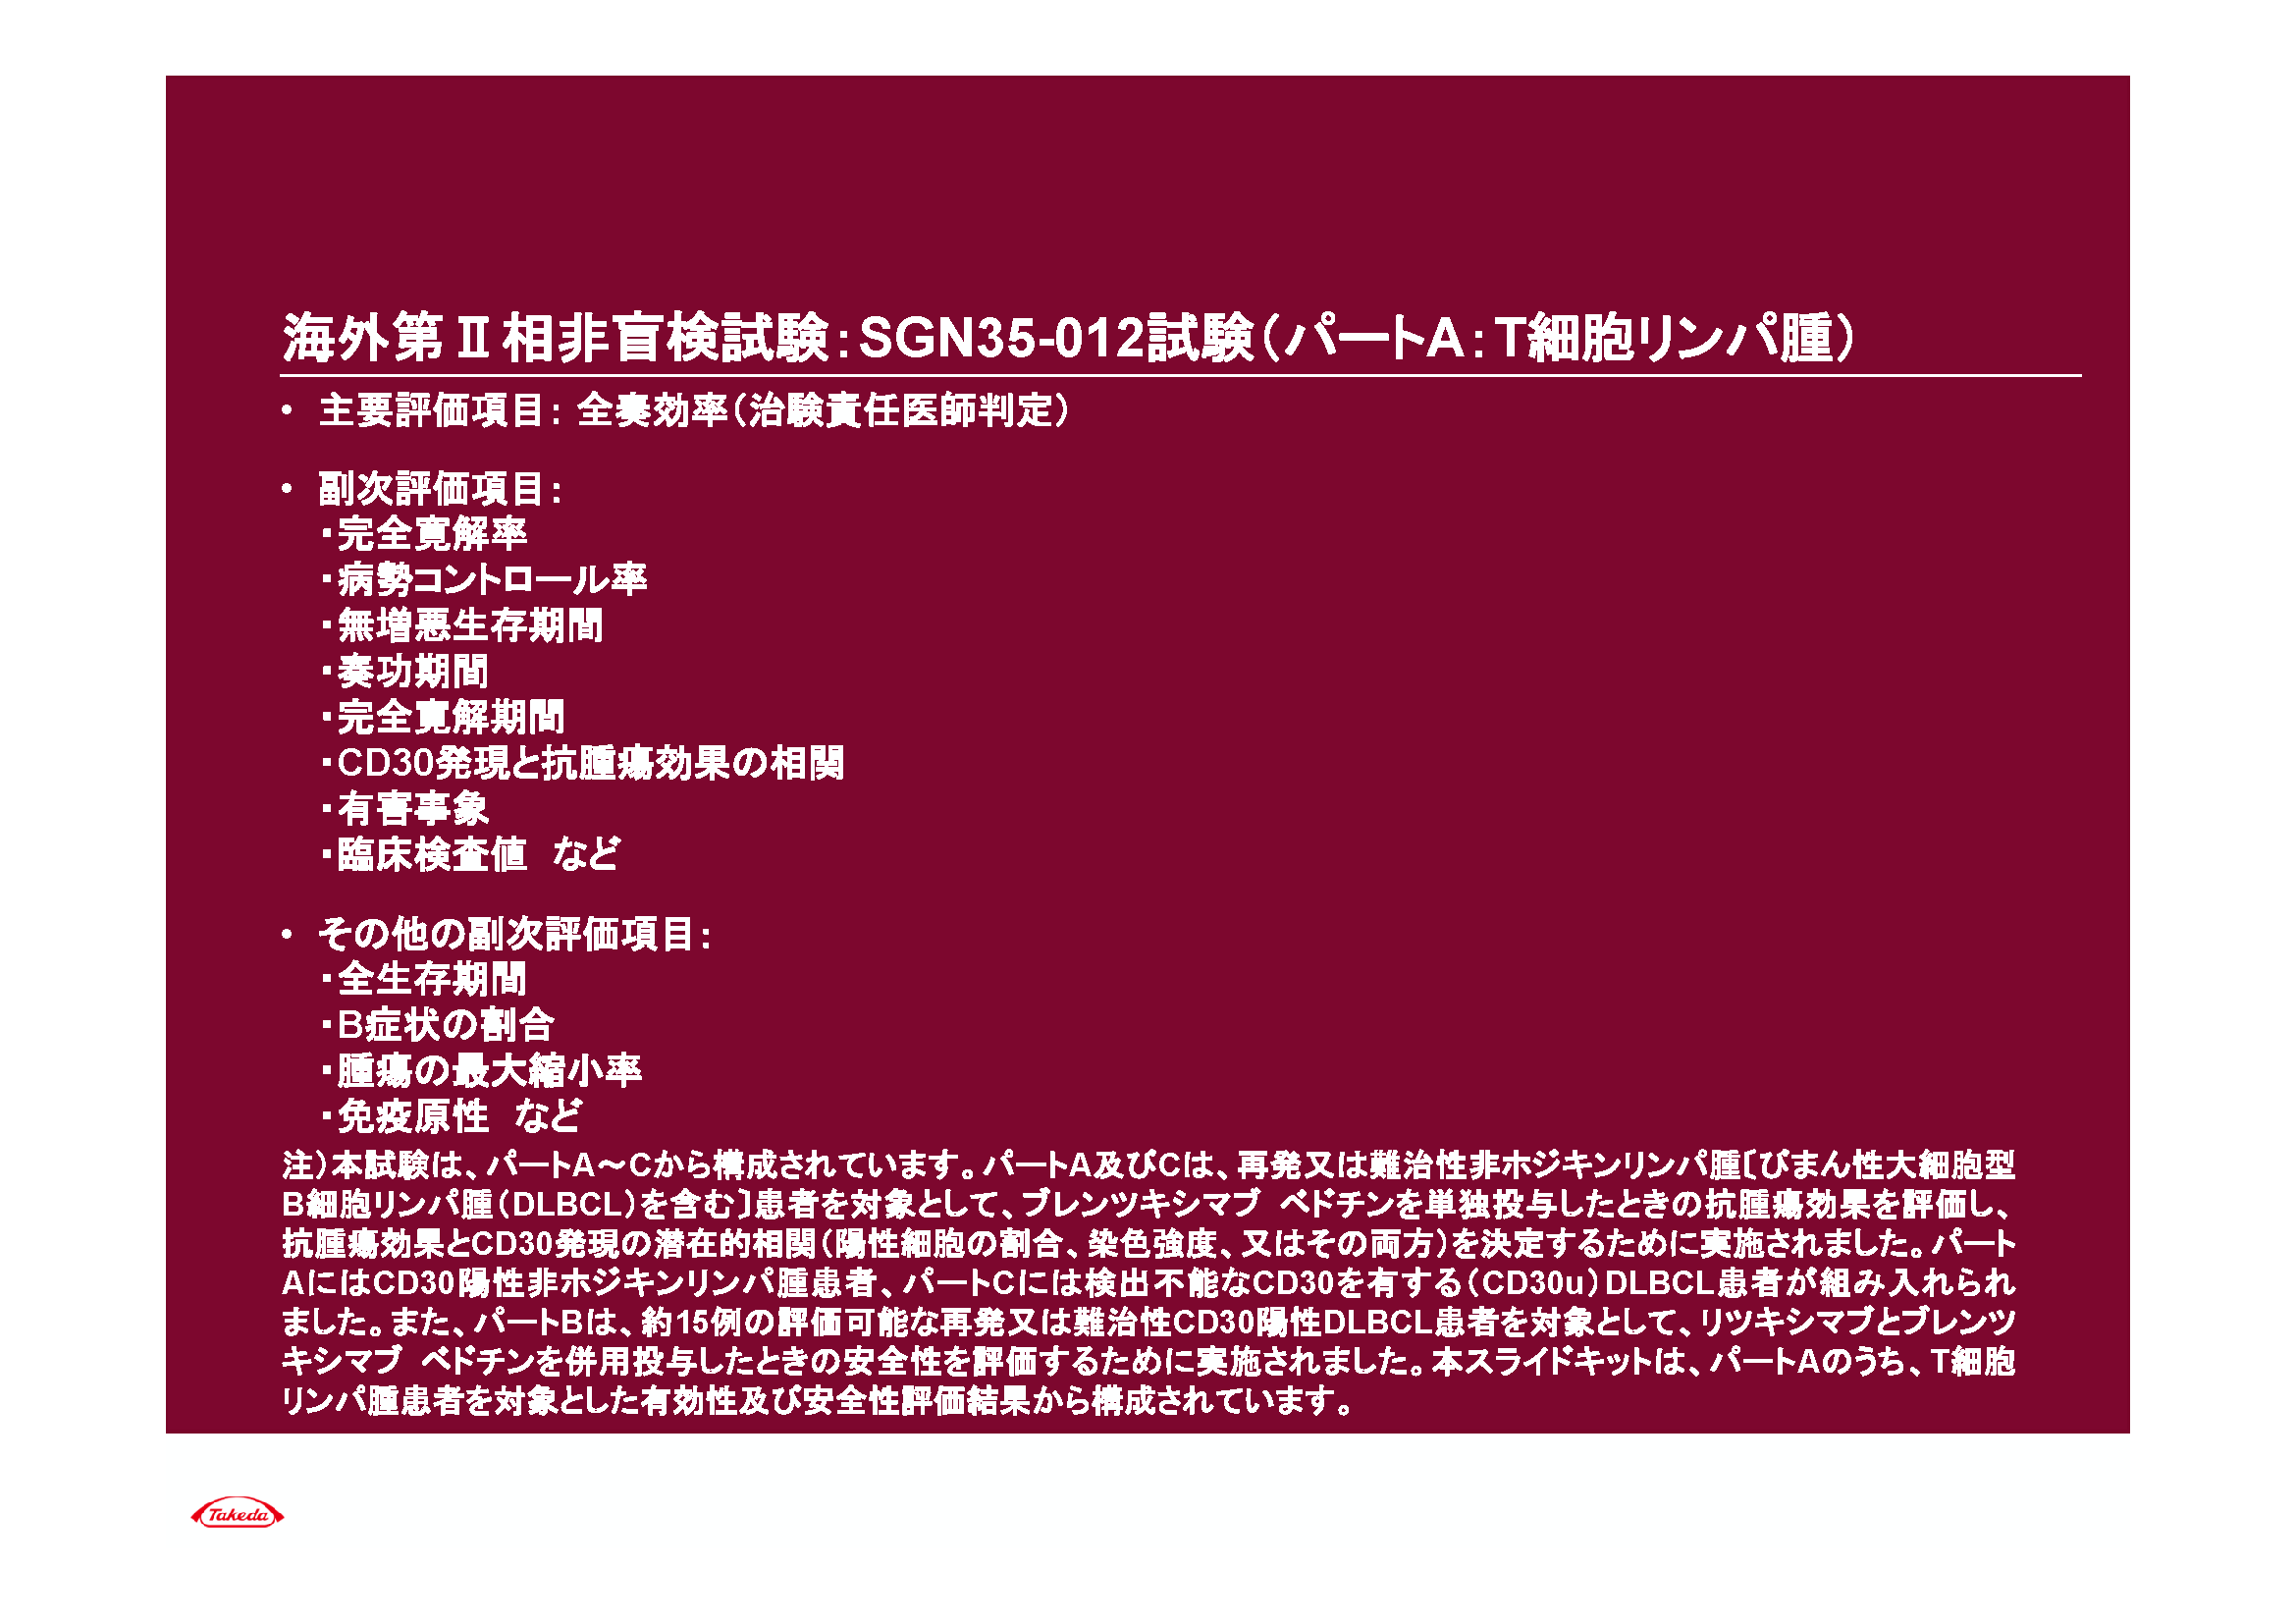 海外第Ⅱ相非盲検試験：SGN35-012試験（パートA：T細胞リンパ腫）
• 主要評価項目： 全奏効率（治験責任医師判定）
• 副次評価項目：
・完全寛解率
・病勢コントロール率
・無増悪生存期間
・奏功期間
・完全寛解期間
・CD30発現と抗腫瘍効果の相関
・有害事象
・臨床検査値　など
• その他の副次評価項目：
・全生存期間
・B症状の割合
・腫瘍の最大縮小率
・免疫原性　など
注）本試験は、パートA～Cから構成されています。パートA及びCは、再発又は難治性非ホジキンリンパ腫〔びまん性大細胞型
B細胞リンパ腫（DLBCL）を含む〕患者を対象として、ブレンツキシマブ　ベドチンを単独投与したときの抗腫瘍効果を評価し、
抗腫瘍効果とCD30発現の潜在的相関（陽性細胞の割合、染色強度、又はその両方）を決定するために実施されました。パート
AにはCD30陽性非ホジキンリンパ腫患者、パートCには検出不能なCD30を有する（CD30u）DLBCL患者が組み入れられ
ました。また、パートBは、約15例の評価可能な再発又は難治性CD30陽性DLBCL患者を対象として、リツキシマブとブレンツ
キシマブ　ベドチンを併用投与したときの安全性を評価するために実施されました。本スライドキットは、パートAのうち、T細胞
リンパ腫患者を対象とした有効性及び安全性評価結果から構成されています。
Takeda